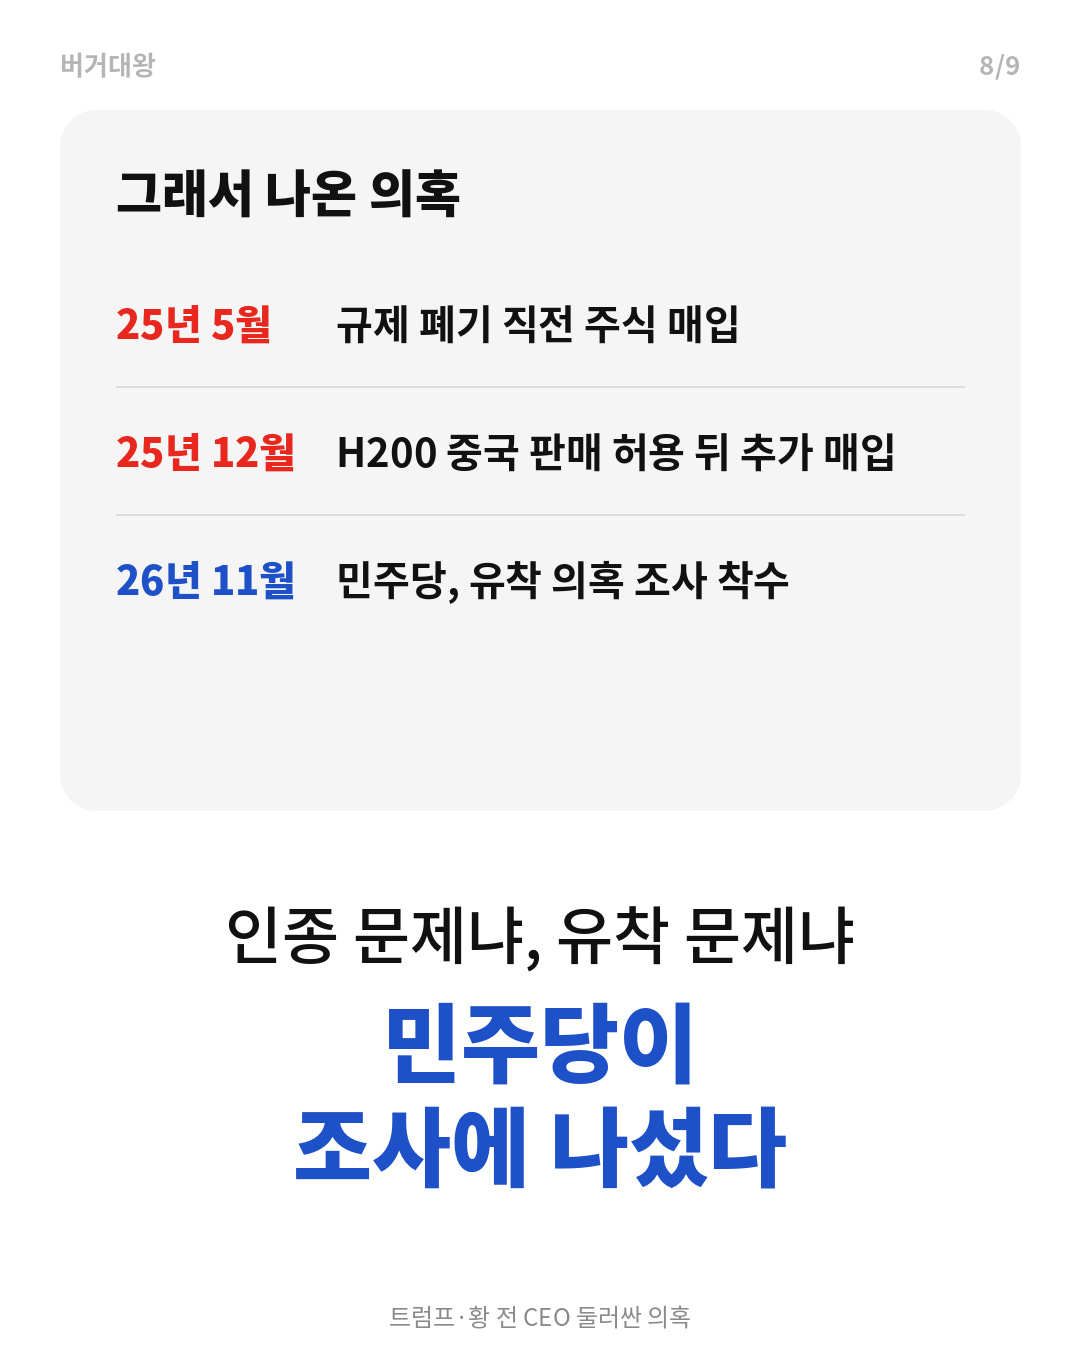 버거대왕
8/9
그래서 나온 의혹
25년 5월 규제 폐기 직전 주식 매입
25년 12월 H200 중국 판매 허용 뒤 추가 매입
26년 11월 민주당, 유착 의혹 조사 착수
인종 문제냐, 유착 문제냐
민주당이
조사에 나섰다
트럼프·황 전 CEO 둘러싼 의혹